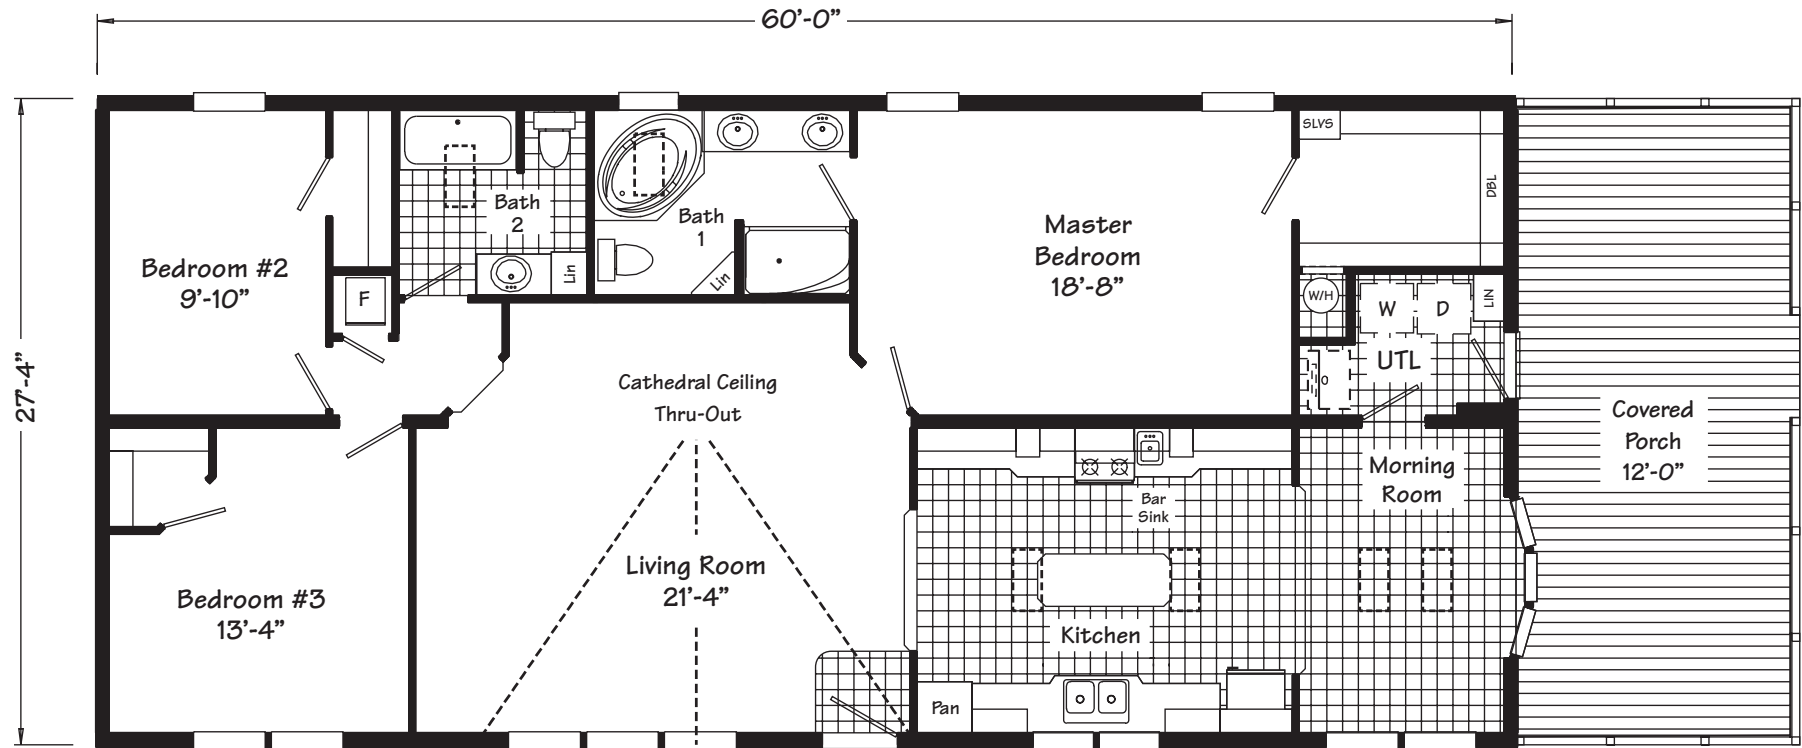 60'-0"
27'-4"
SLVS
DBL
Bath
2
Bath
1
Master
Bedroom
18'-8"
Bedroom #2
9'-10"
Lin
Lin
F
W/H
W
D
LIN
UTL
Cathedral Ceiling
Thru-Out
Covered
Porch
12'-0"
Morning
Room
Bar
Sink
Living Room
21'-4"
Bedroom #3
13'-4"
Kitchen
Pan